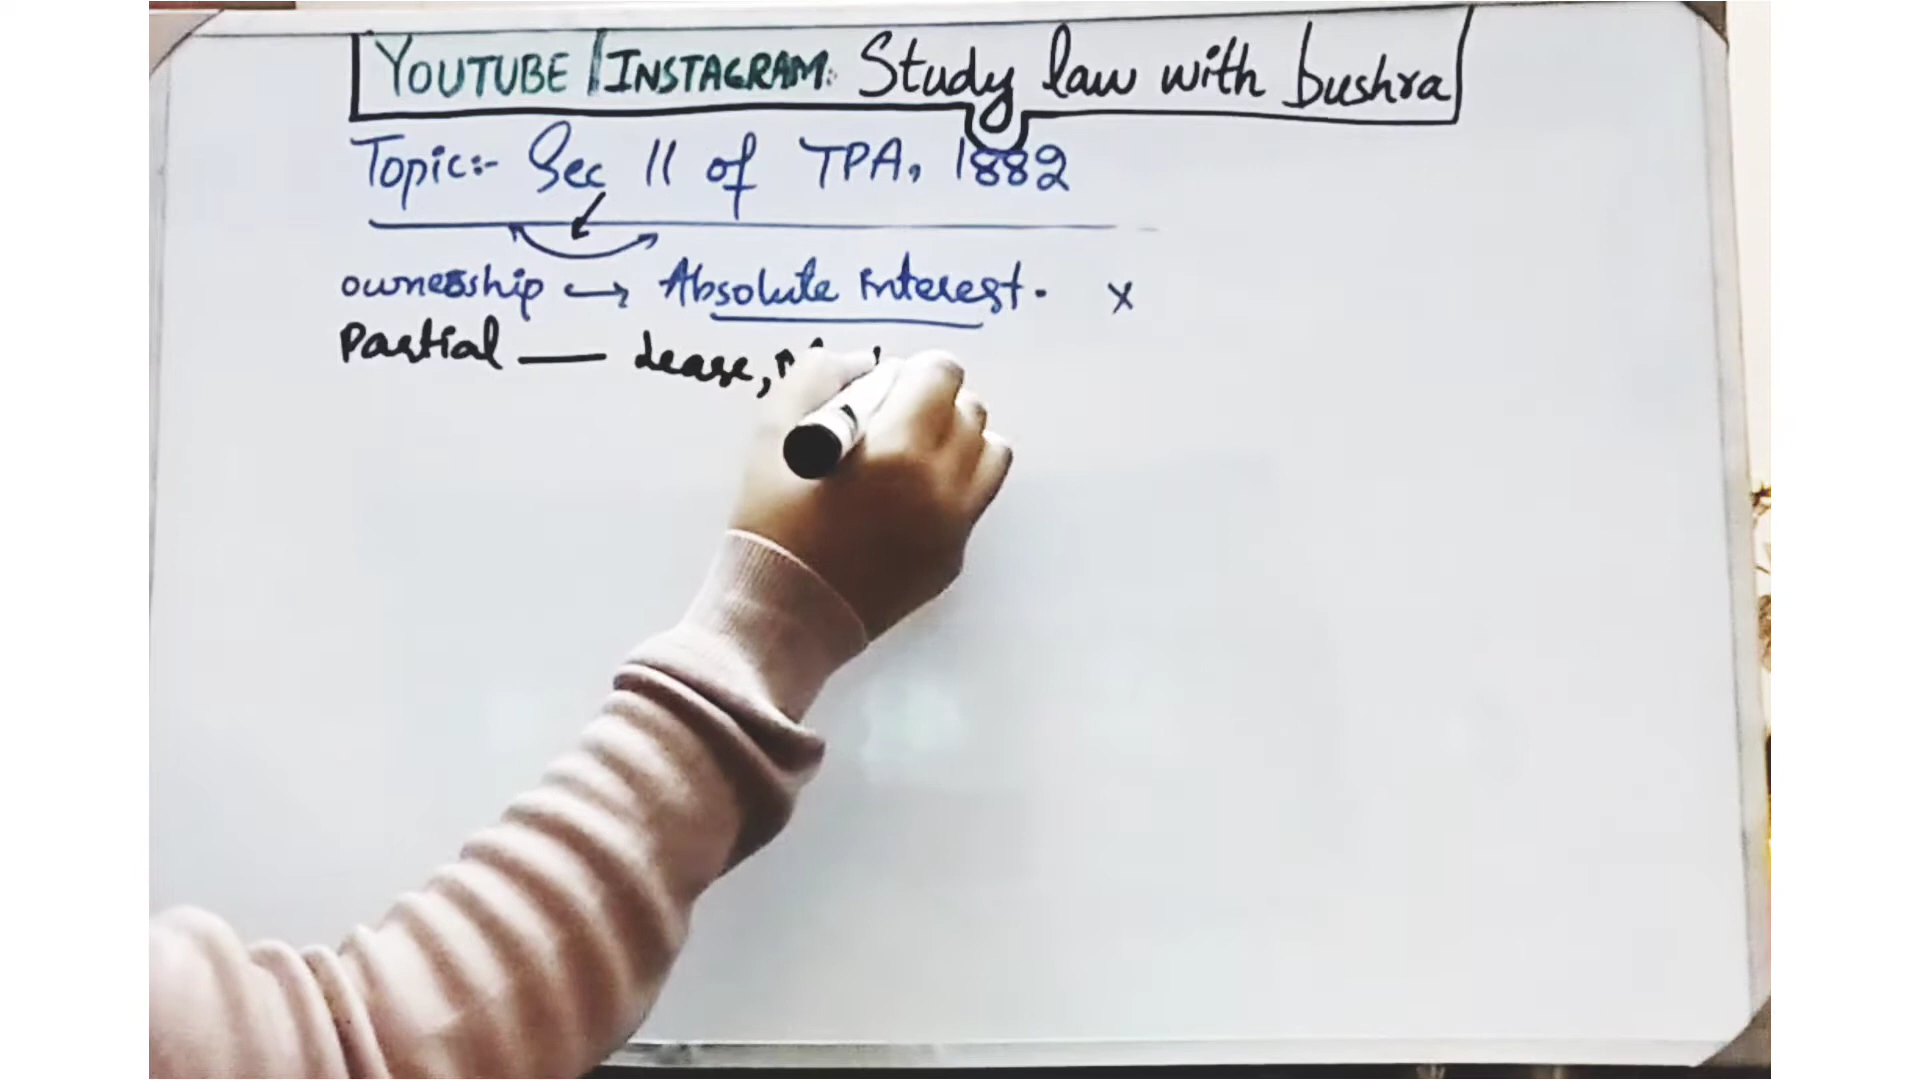 YOUTUBE / INSTAGRAM: Study law with bushra
Topic:- Sec 11 of TPA, 1882
ownership → Absolute interest. x
Partial — Lease,